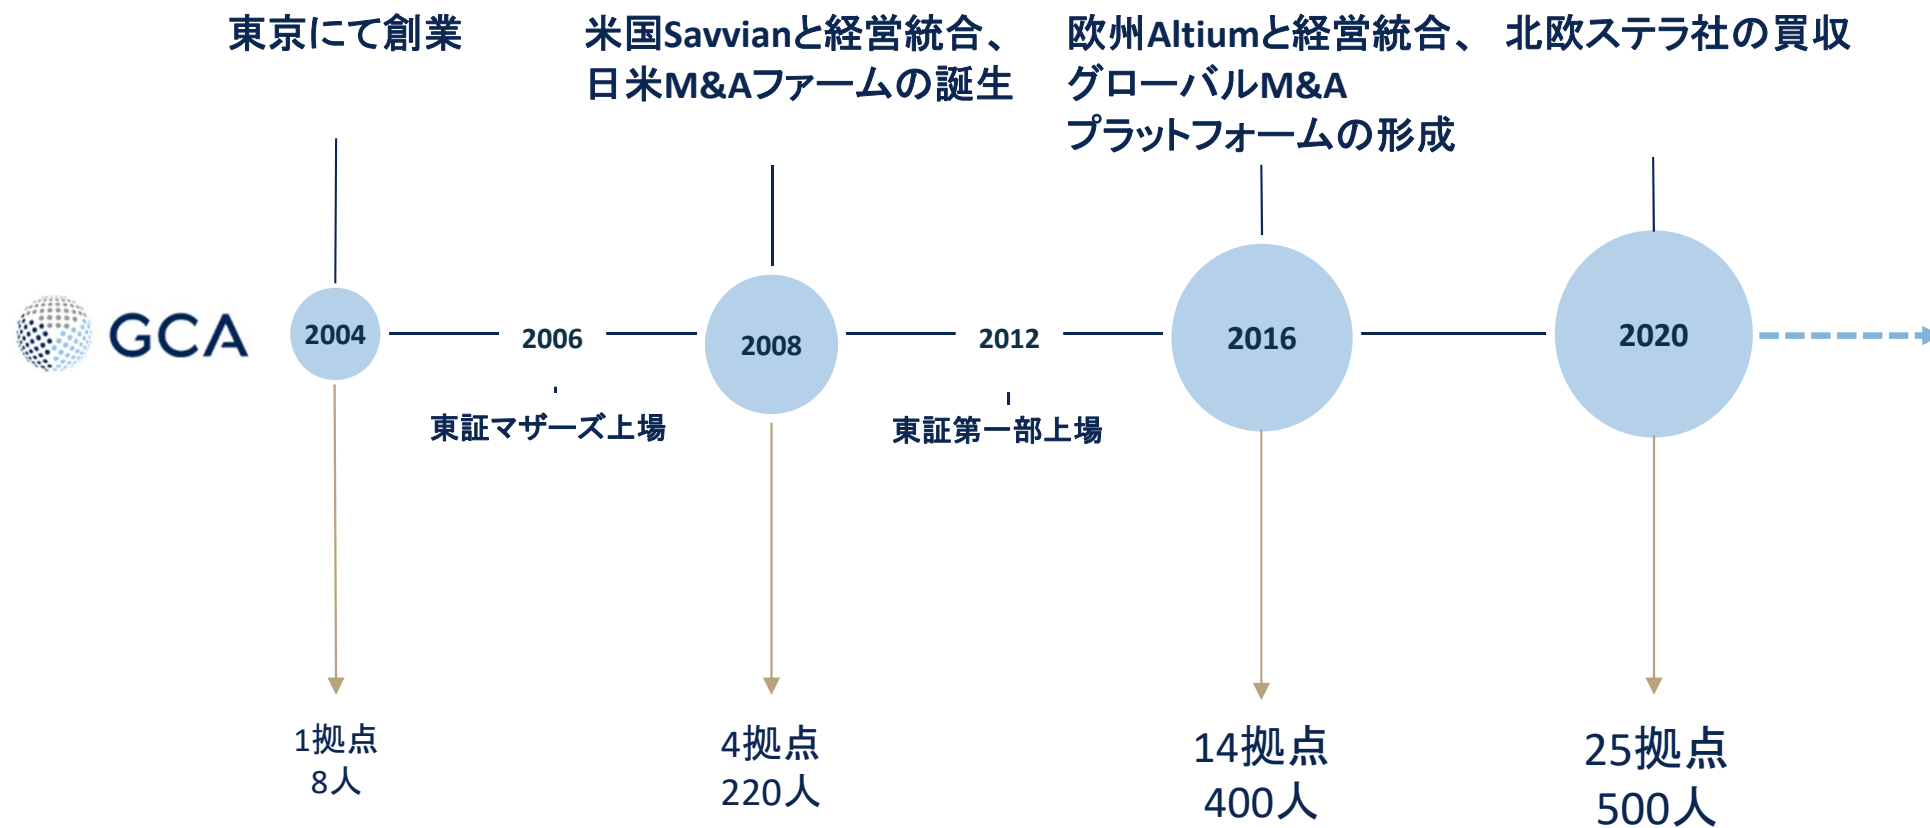 東京にて創業
米国Savvianと経営統合、
日米M&Aファームの誕生
欧州Altiumと経営統合、
グローバルM&A
プラットフォームの形成
北欧ステラ社の買収
GCA
2004
2006
2008
2012
2016
2020
東証マザーズ上場
東証第一部上場
1拠点
8人
4拠点
220人
14拠点
400人
25拠点
500人